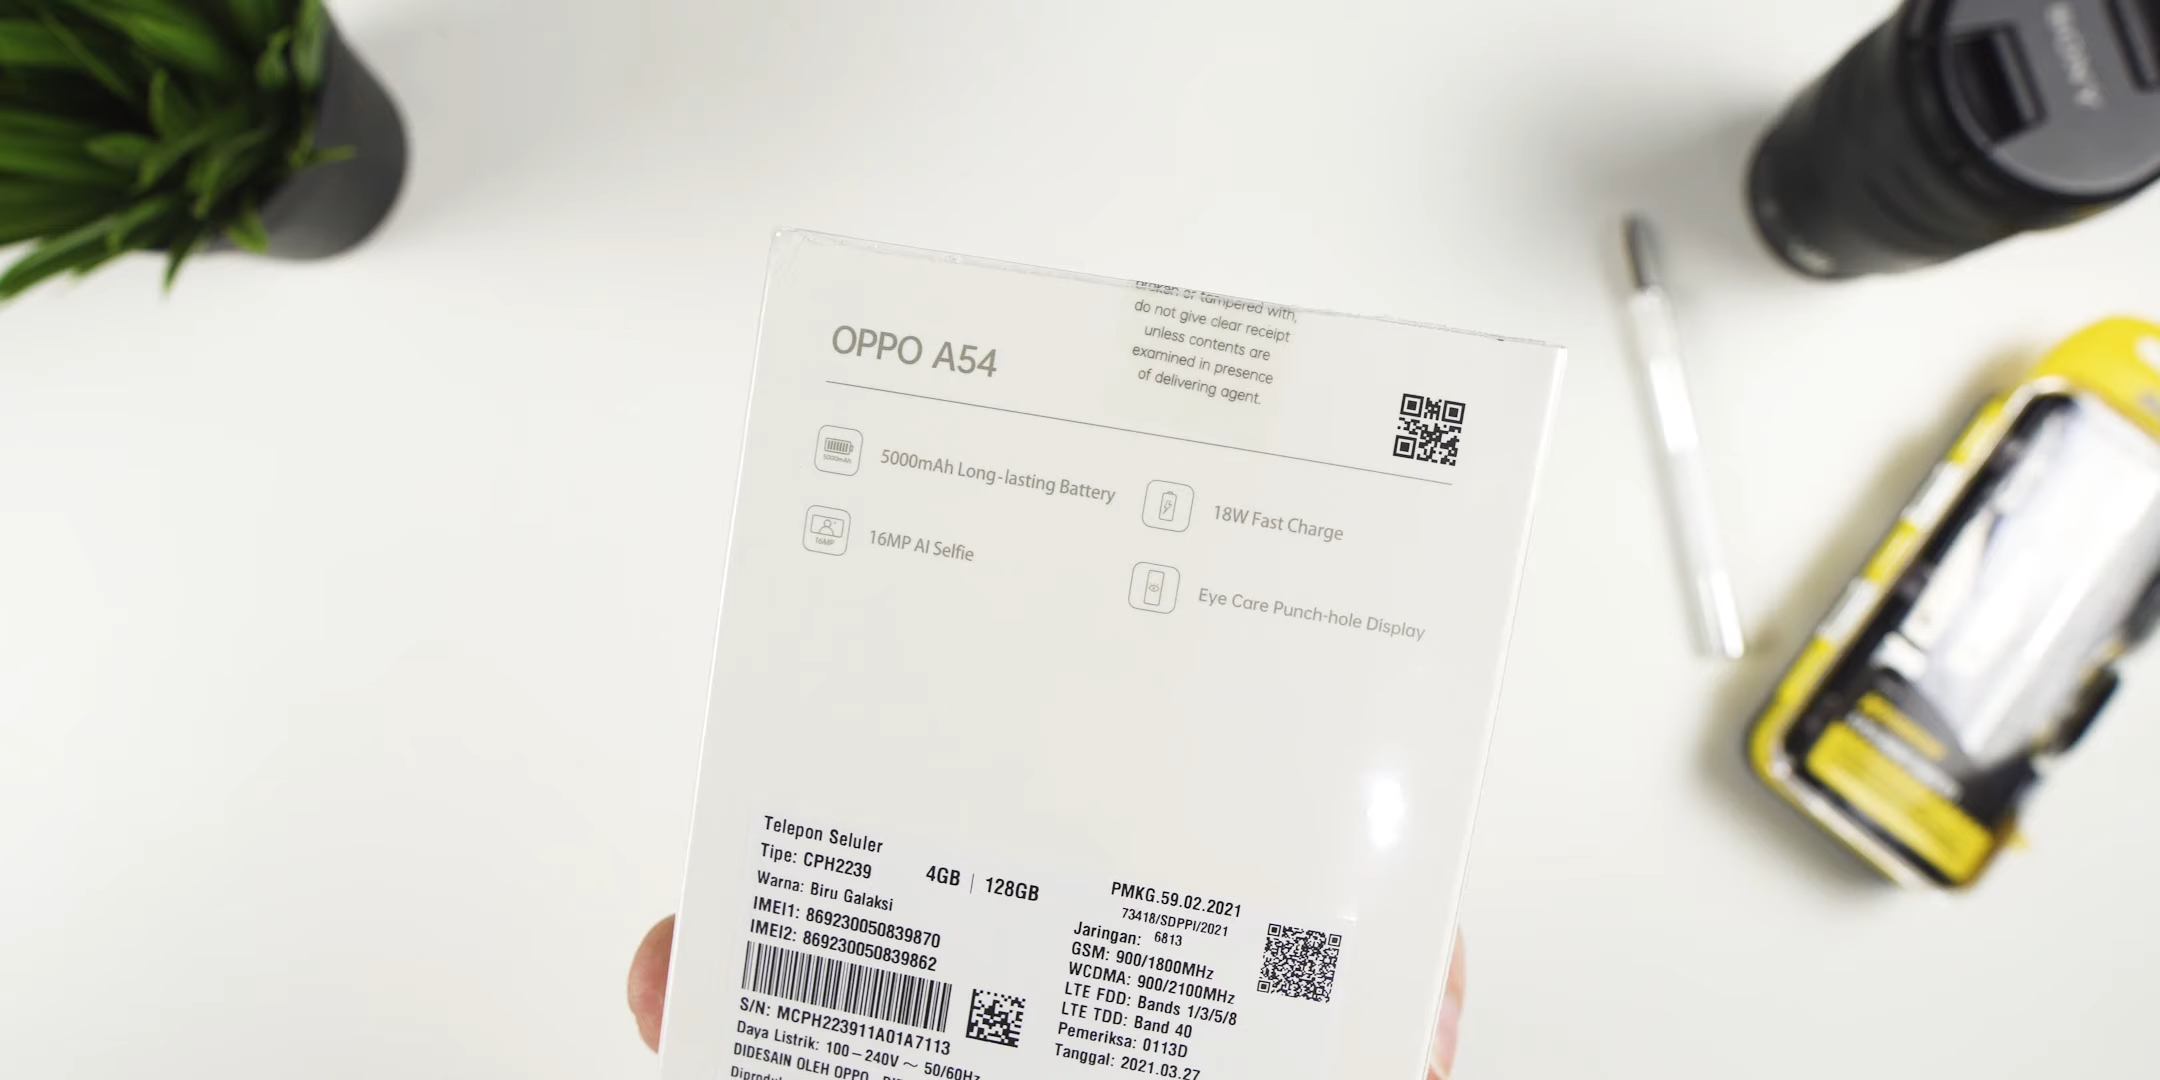 SONY
broken or tampered with,
do not give clear receipt
unless contents are
examined in presence
of delivering agent.
OPPO A54
5000mAh
5000mAh Long-lasting Battery
18W Fast Charge
16MP
16MP AI Selfie
Eye Care Punch-hole Display
Telepon Seluler
Tipe: CPH2239
4GB | 128GB
Warna: Biru Galaksi
IMEI1: 869230050839870
IMEI2: 869230050839862
S/N: MCPH223911A01A7113
Daya Listrik: 100–240V ~ 50/60Hz
DIDESAIN OLEH OPPO
PMKG.59.02.2021
73418/SDPPI/2021
6813
Jaringan:
GSM: 900/1800MHz
WCDMA: 900/2100MHz
LTE FDD: Bands 1/3/5/8
LTE TDD: Band 40
Pemeriksa: 0113D
Tanggal: 2021.03.27